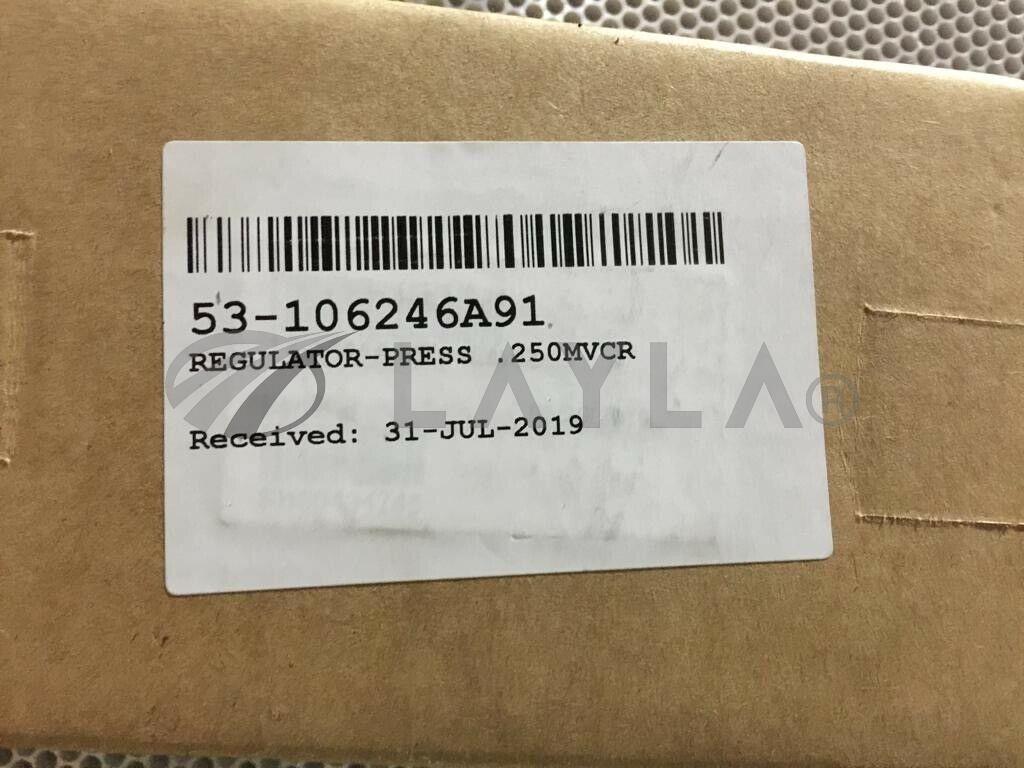 53-106246A91
REGULATOR-PRESS .250MVCR
LAYLA®
Received: 31-JUL-2019